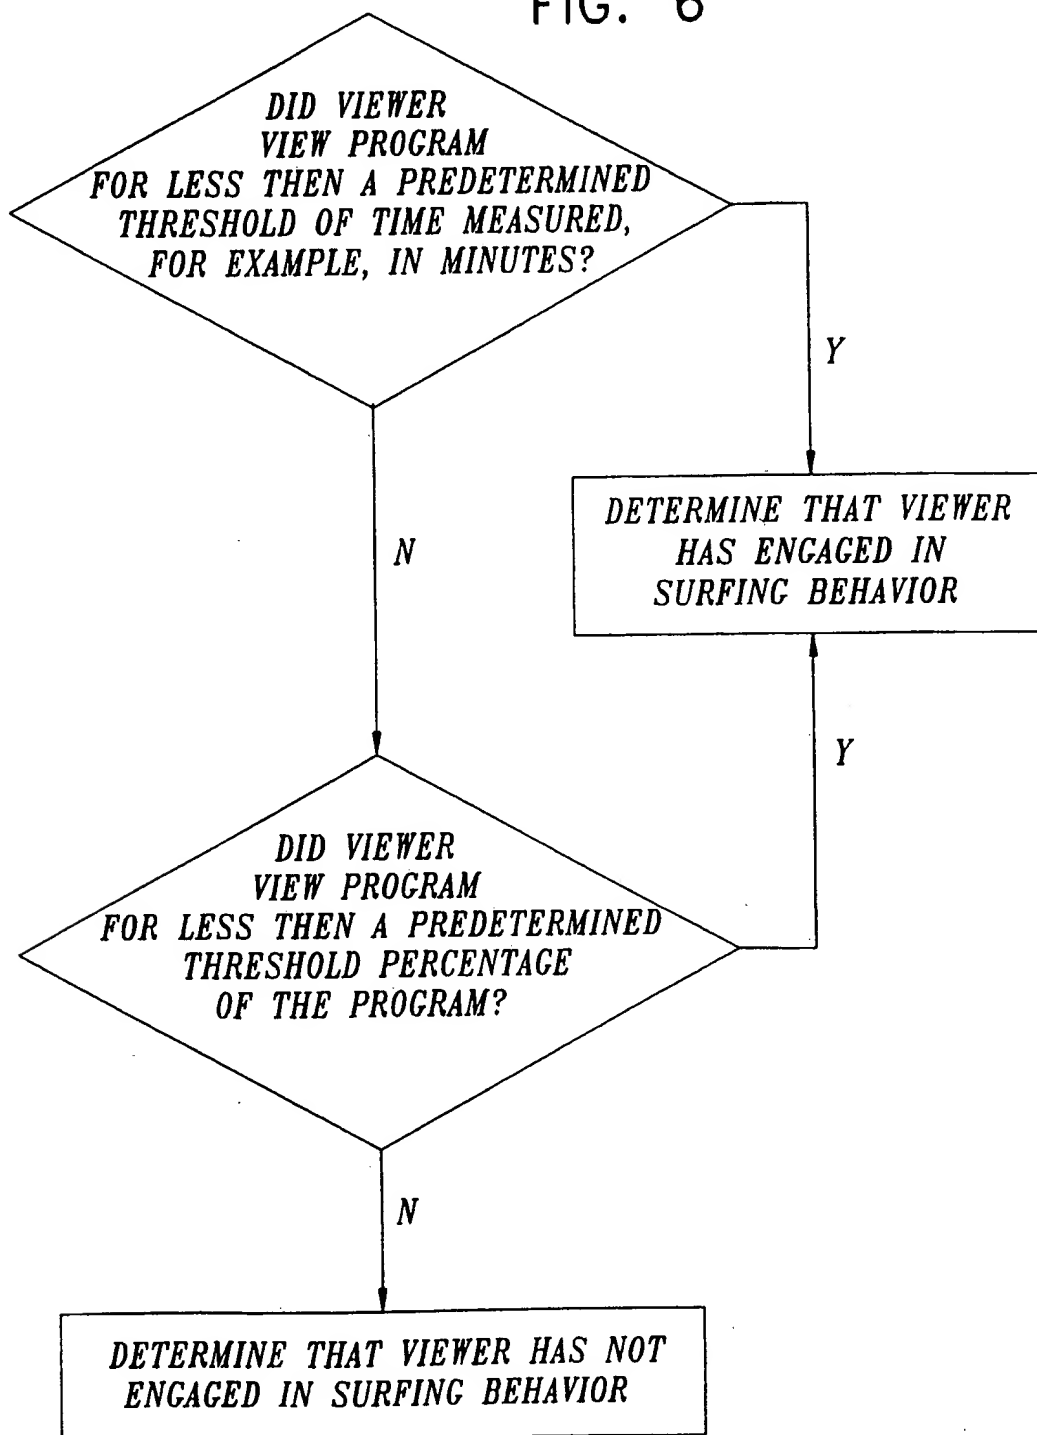 FIG. 6
DID VIEWER
VIEW PROGRAM
FOR LESS THEN A PREDETERMINED
THRESHOLD OF TIME MEASURED,
FOR EXAMPLE, IN MINUTES?
Y
DETERMINE THAT VIEWER
HAS ENGAGED IN
SURFING BEHAVIOR
N
Y
DID VIEWER
VIEW PROGRAM
FOR LESS THEN A PREDETERMINED
THRESHOLD PERCENTAGE
OF THE PROGRAM?
N
DETERMINE THAT VIEWER HAS NOT
ENGAGED IN SURFING BEHAVIOR